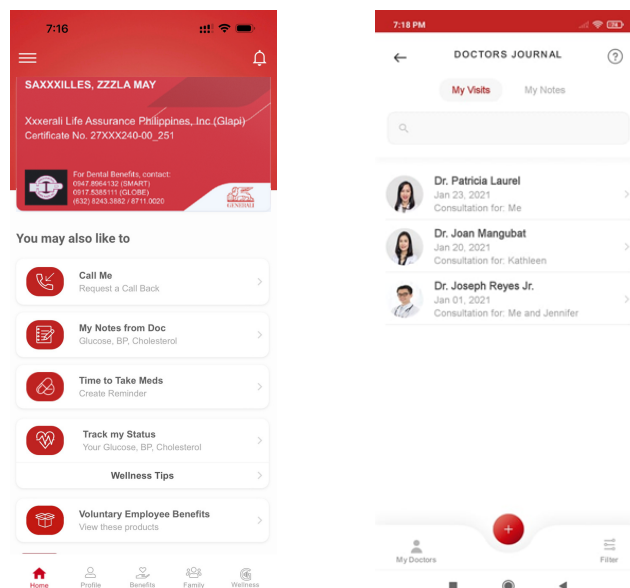 7:16
SAXXXILLES, ZZZLA MAY
Xxxerali Life Assurance Philippines, Inc.(Glapi)
Certificate No. 27XXX240-00_251
For Dental Benefits, contact:
0947.8964132 (SMART)
0917.5385111 (GLOBE)
(632) 8243.3882 / 8711.0020
GENERALI
You may also like to
Call Me
Request a Call Back
My Notes from Doc
Glucose, BP, Cholesterol
Time to Take Meds
Create Reminder
Track my Status
Your Glucose, BP, Cholesterol
Wellness Tips
Voluntary Employee Benefits
View these products
Home
Profile
Benefits
Family
Wellness
7:18 PM
DOCTORS JOURNAL
?
My Visits
My Notes
Dr. Patricia Laurel
Jan 23, 2021
Consultation for: Me
Dr. Joan Mangubat
Jan 20, 2021
Consultation for: Kathleen
Dr. Joseph Reyes Jr.
Jan 01, 2021
Consultation for: Me and Jennifer
My Doctors
Filter